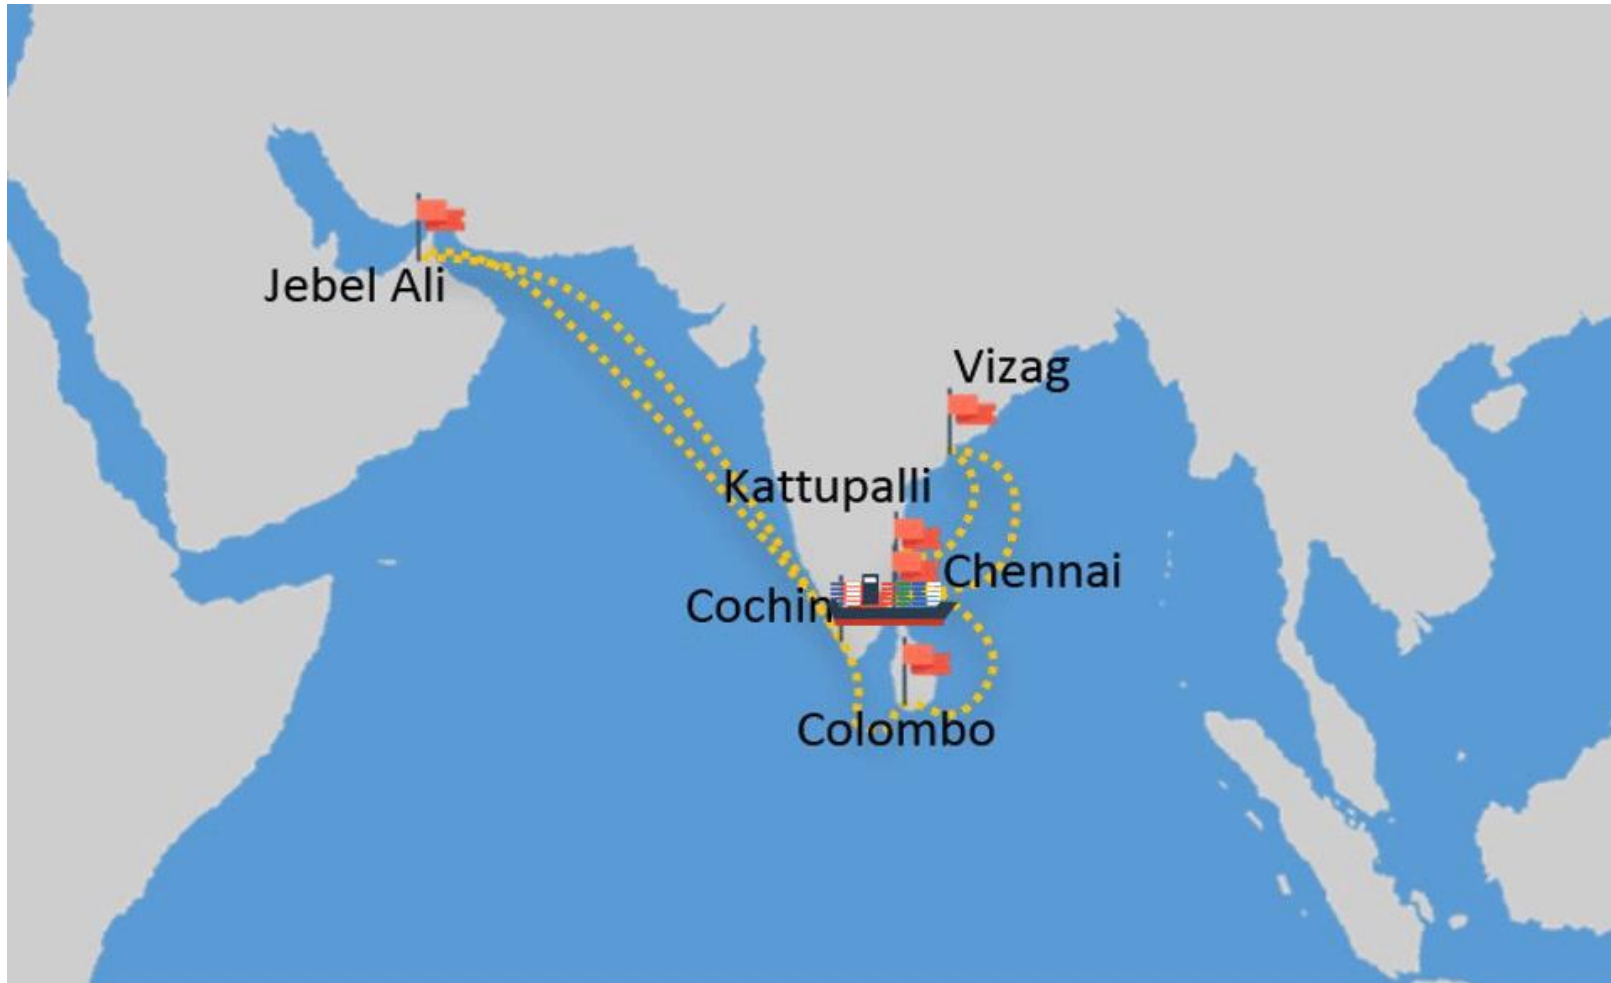 Jebel Ali
Vizag
Kattupalli
Chennai
Cochin
Colombo